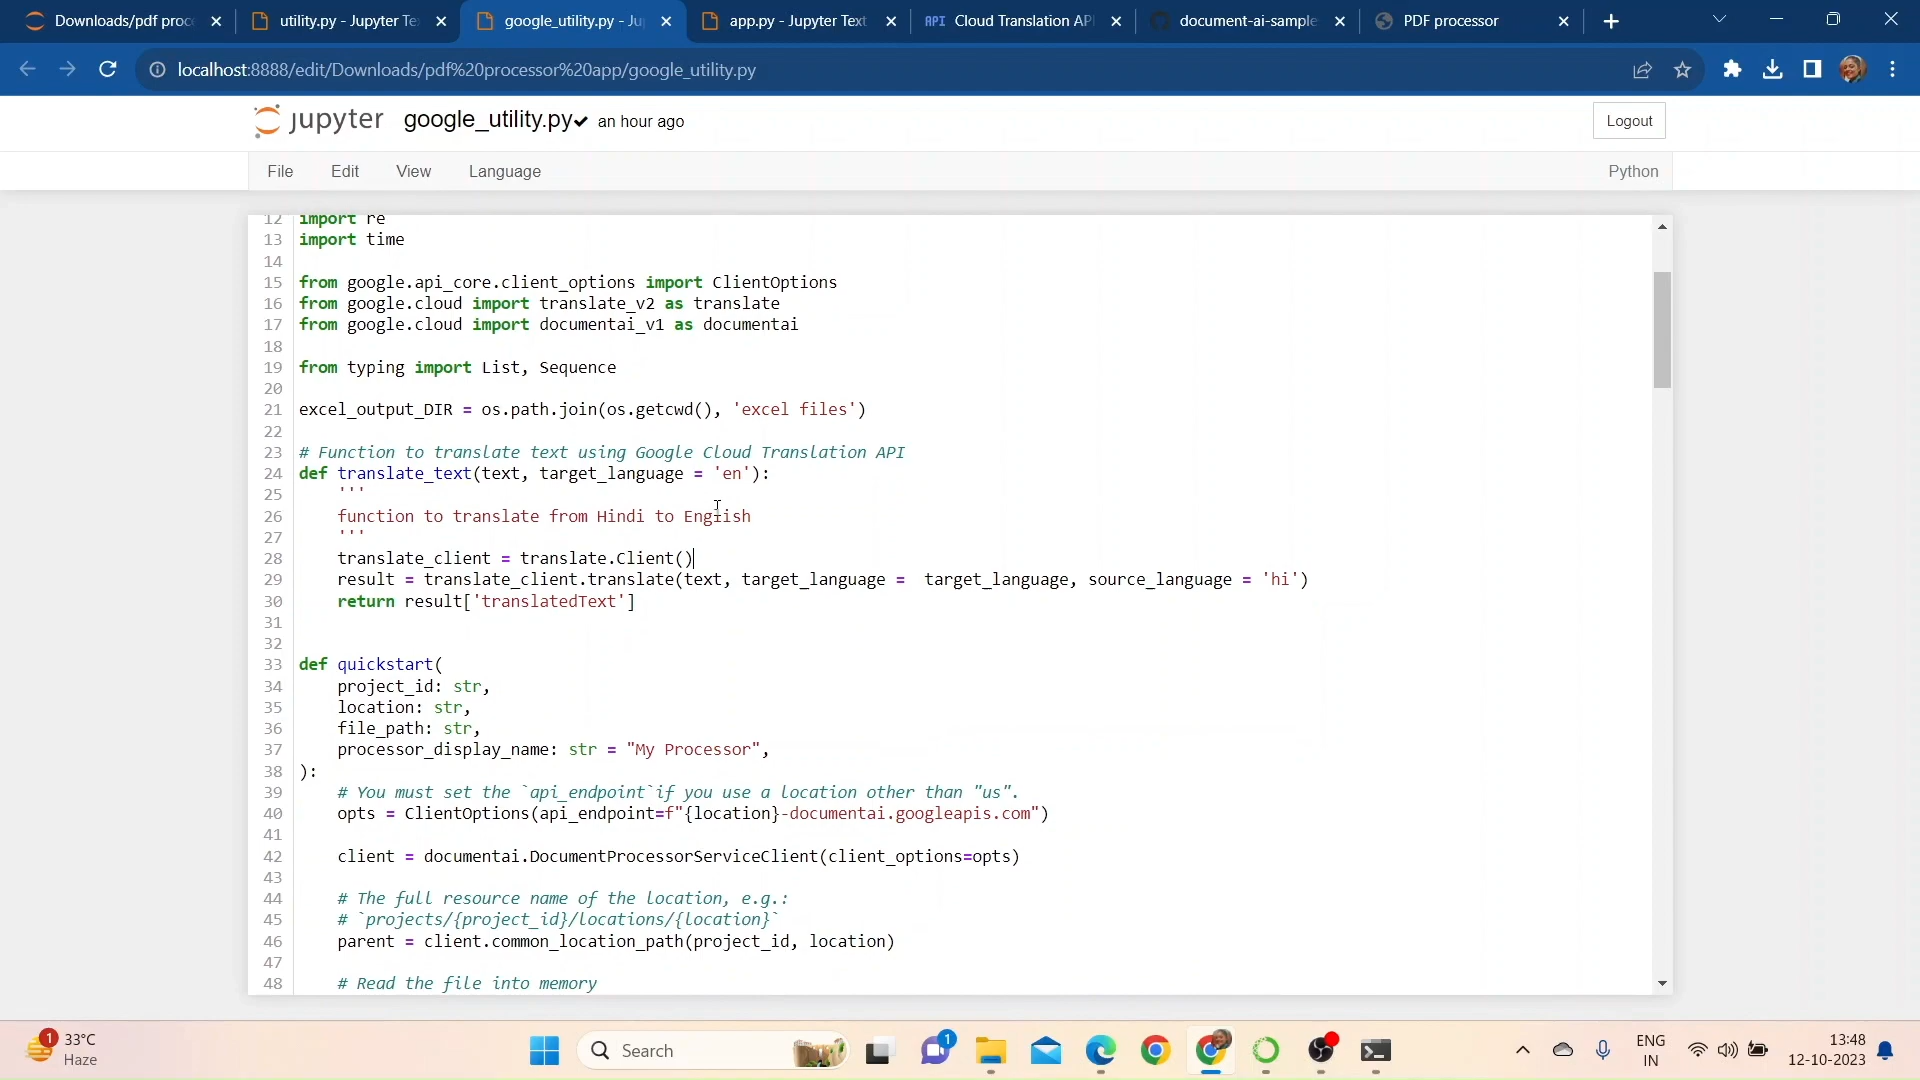 Downloads/pdf proce
utility.py - Jupyter Te
google_utility.py - Ju
app.py - Jupyter Text
API Cloud Translation API
document-ai-sample
PDF processor
localhost:8888/edit/Downloads/pdf%20processor%20app/google_utility.py
jupyter google_utility.py✔ an hour ago
Logout
File Edit View Language
Python
12 import re
13 import time
14
15 from google.api_core.client_options import ClientOptions
16 from google.cloud import translate_v2 as translate
17 from google.cloud import documentai_v1 as documentai
18
19 from typing import List, Sequence
20
21 excel_output_DIR = os.path.join(os.getcwd(), 'excel files')
22
23 # Function to translate text using Google Cloud Translation API
24 def translate_text(text, target_language = 'en'):
25     '''
26     function to translate from Hindi to English
27     '''
28     translate_client = translate.Client()
29     result = translate_client.translate(text, target_language =  target_language, source_language = 'hi')
30     return result['translatedText']
31
32
33 def quickstart(
34     project_id: str,
35     location: str,
36     file_path: str,
37     processor_display_name: str = "My Processor",
38 ):
39     # You must set the `api_endpoint`if you use a location other than "us".
40     opts = ClientOptions(api_endpoint=f"{location}-documentai.googleapis.com")
41
42     client = documentai.DocumentProcessorServiceClient(client_options=opts)
43
44     # The full resource name of the location, e.g.:
45     # `projects/{project_id}/locations/{location}`
46     parent = client.common_location_path(project_id, location)
47
48     # Read the file into memory
1 33°C
Haze
Search
1
ENG
IN
13:48
12-10-2023